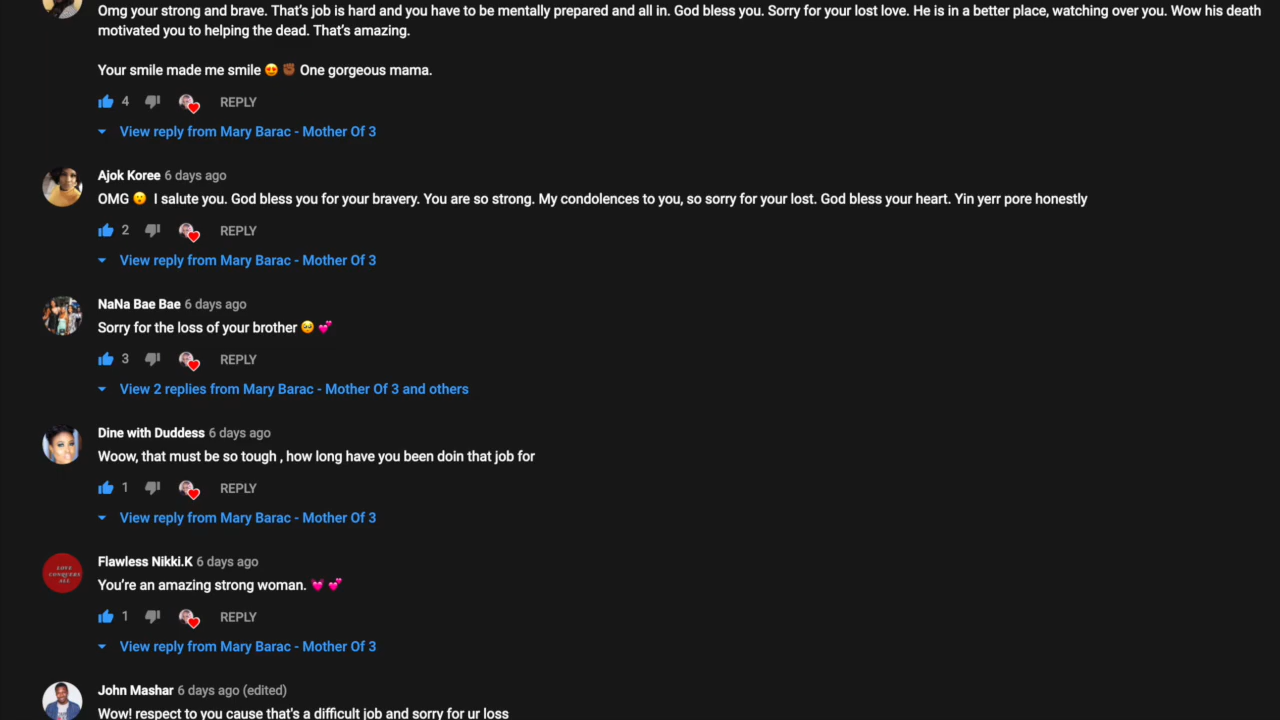 Omg your strong and brave. That’s job is hard and you have to be mentally prepared and all in. God bless you. Sorry for your lost love. He is in a better place, watching over you. Wow his death
motivated you to helping the dead. That’s amazing.
Your smile made me smile 😍 ✊🏾 One gorgeous mama.
4 REPLY
View reply from Mary Barac - Mother Of 3
Ajok Koree 6 days ago
OMG 😲 I salute you. God bless you for your bravery. You are so strong. My condolences to you, so sorry for your lost. God bless your heart. Yin yerr pore honestly
2 REPLY
View reply from Mary Barac - Mother Of 3
NaNa Bae Bae 6 days ago
Sorry for the loss of your brother 🥺 💕
3 REPLY
View 2 replies from Mary Barac - Mother Of 3 and others
Dine with Duddess 6 days ago
Woow, that must be so tough , how long have you been doin that job for
1 REPLY
View reply from Mary Barac - Mother Of 3
LOVE
CONQUERS
ALL
Flawless Nikki.K 6 days ago
You’re an amazing strong woman. 💓 💕
1 REPLY
View reply from Mary Barac - Mother Of 3
John Mashar 6 days ago (edited)
Wow! respect to you cause that's a difficult job and sorry for ur loss